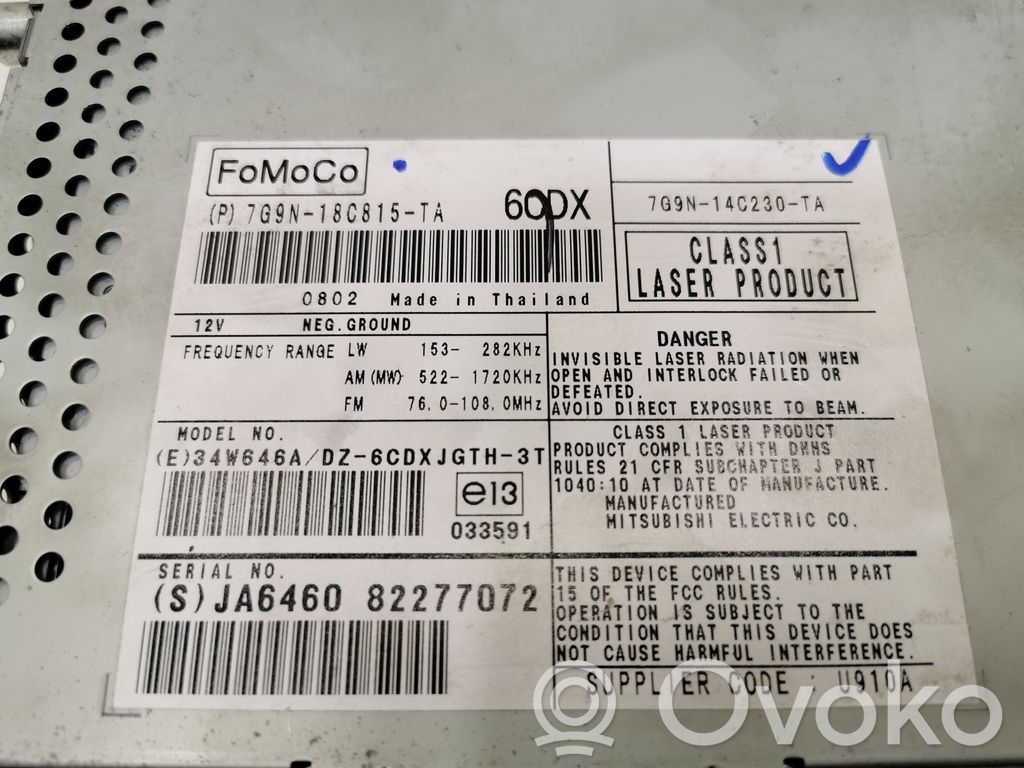 FoMoCo
(P) 7G9N-18C815-TA 60DX
0802 Made in Thailand
7G9N-14C230-TA
CLASS1
LASER PRODUCT
12V NEG.GROUND
FREQUENCY RANGE LW 153- 282KHz
AM(MW) 522- 1720KHz
FM 76.0-108.0MHz
DANGER
INVISIBLE LASER RADIATION WHEN
OPEN AND INTERLOCK FAILED OR
DEFEATED.
AVOID DIRECT EXPOSURE TO BEAM.
MODEL NO.
(E)34W646A/DZ-6CDXJGTH-3T
e13
033591
CLASS 1 LASER PRODUCT
PRODUCT COMPLIES WITH DHHS
RULES 21 CFR SUBCHAPTER J PART
1040:10 AT DATE OF MANUFACTURE.
MANUFACTURED
MITSUBISHI ELECTRIC CO.
SERIAL NO.
(S)JA6460 82277072
THIS DEVICE COMPLIES WITH PART
15 OF THE FCC RULES.
OPERATION IS SUBJECT TO THE
CONDITION THAT THIS DEVICE DOES
NOT CAUSE HARMFUL INTERFERENCE.
SUPPLIER CODE : U910A
Ovoko